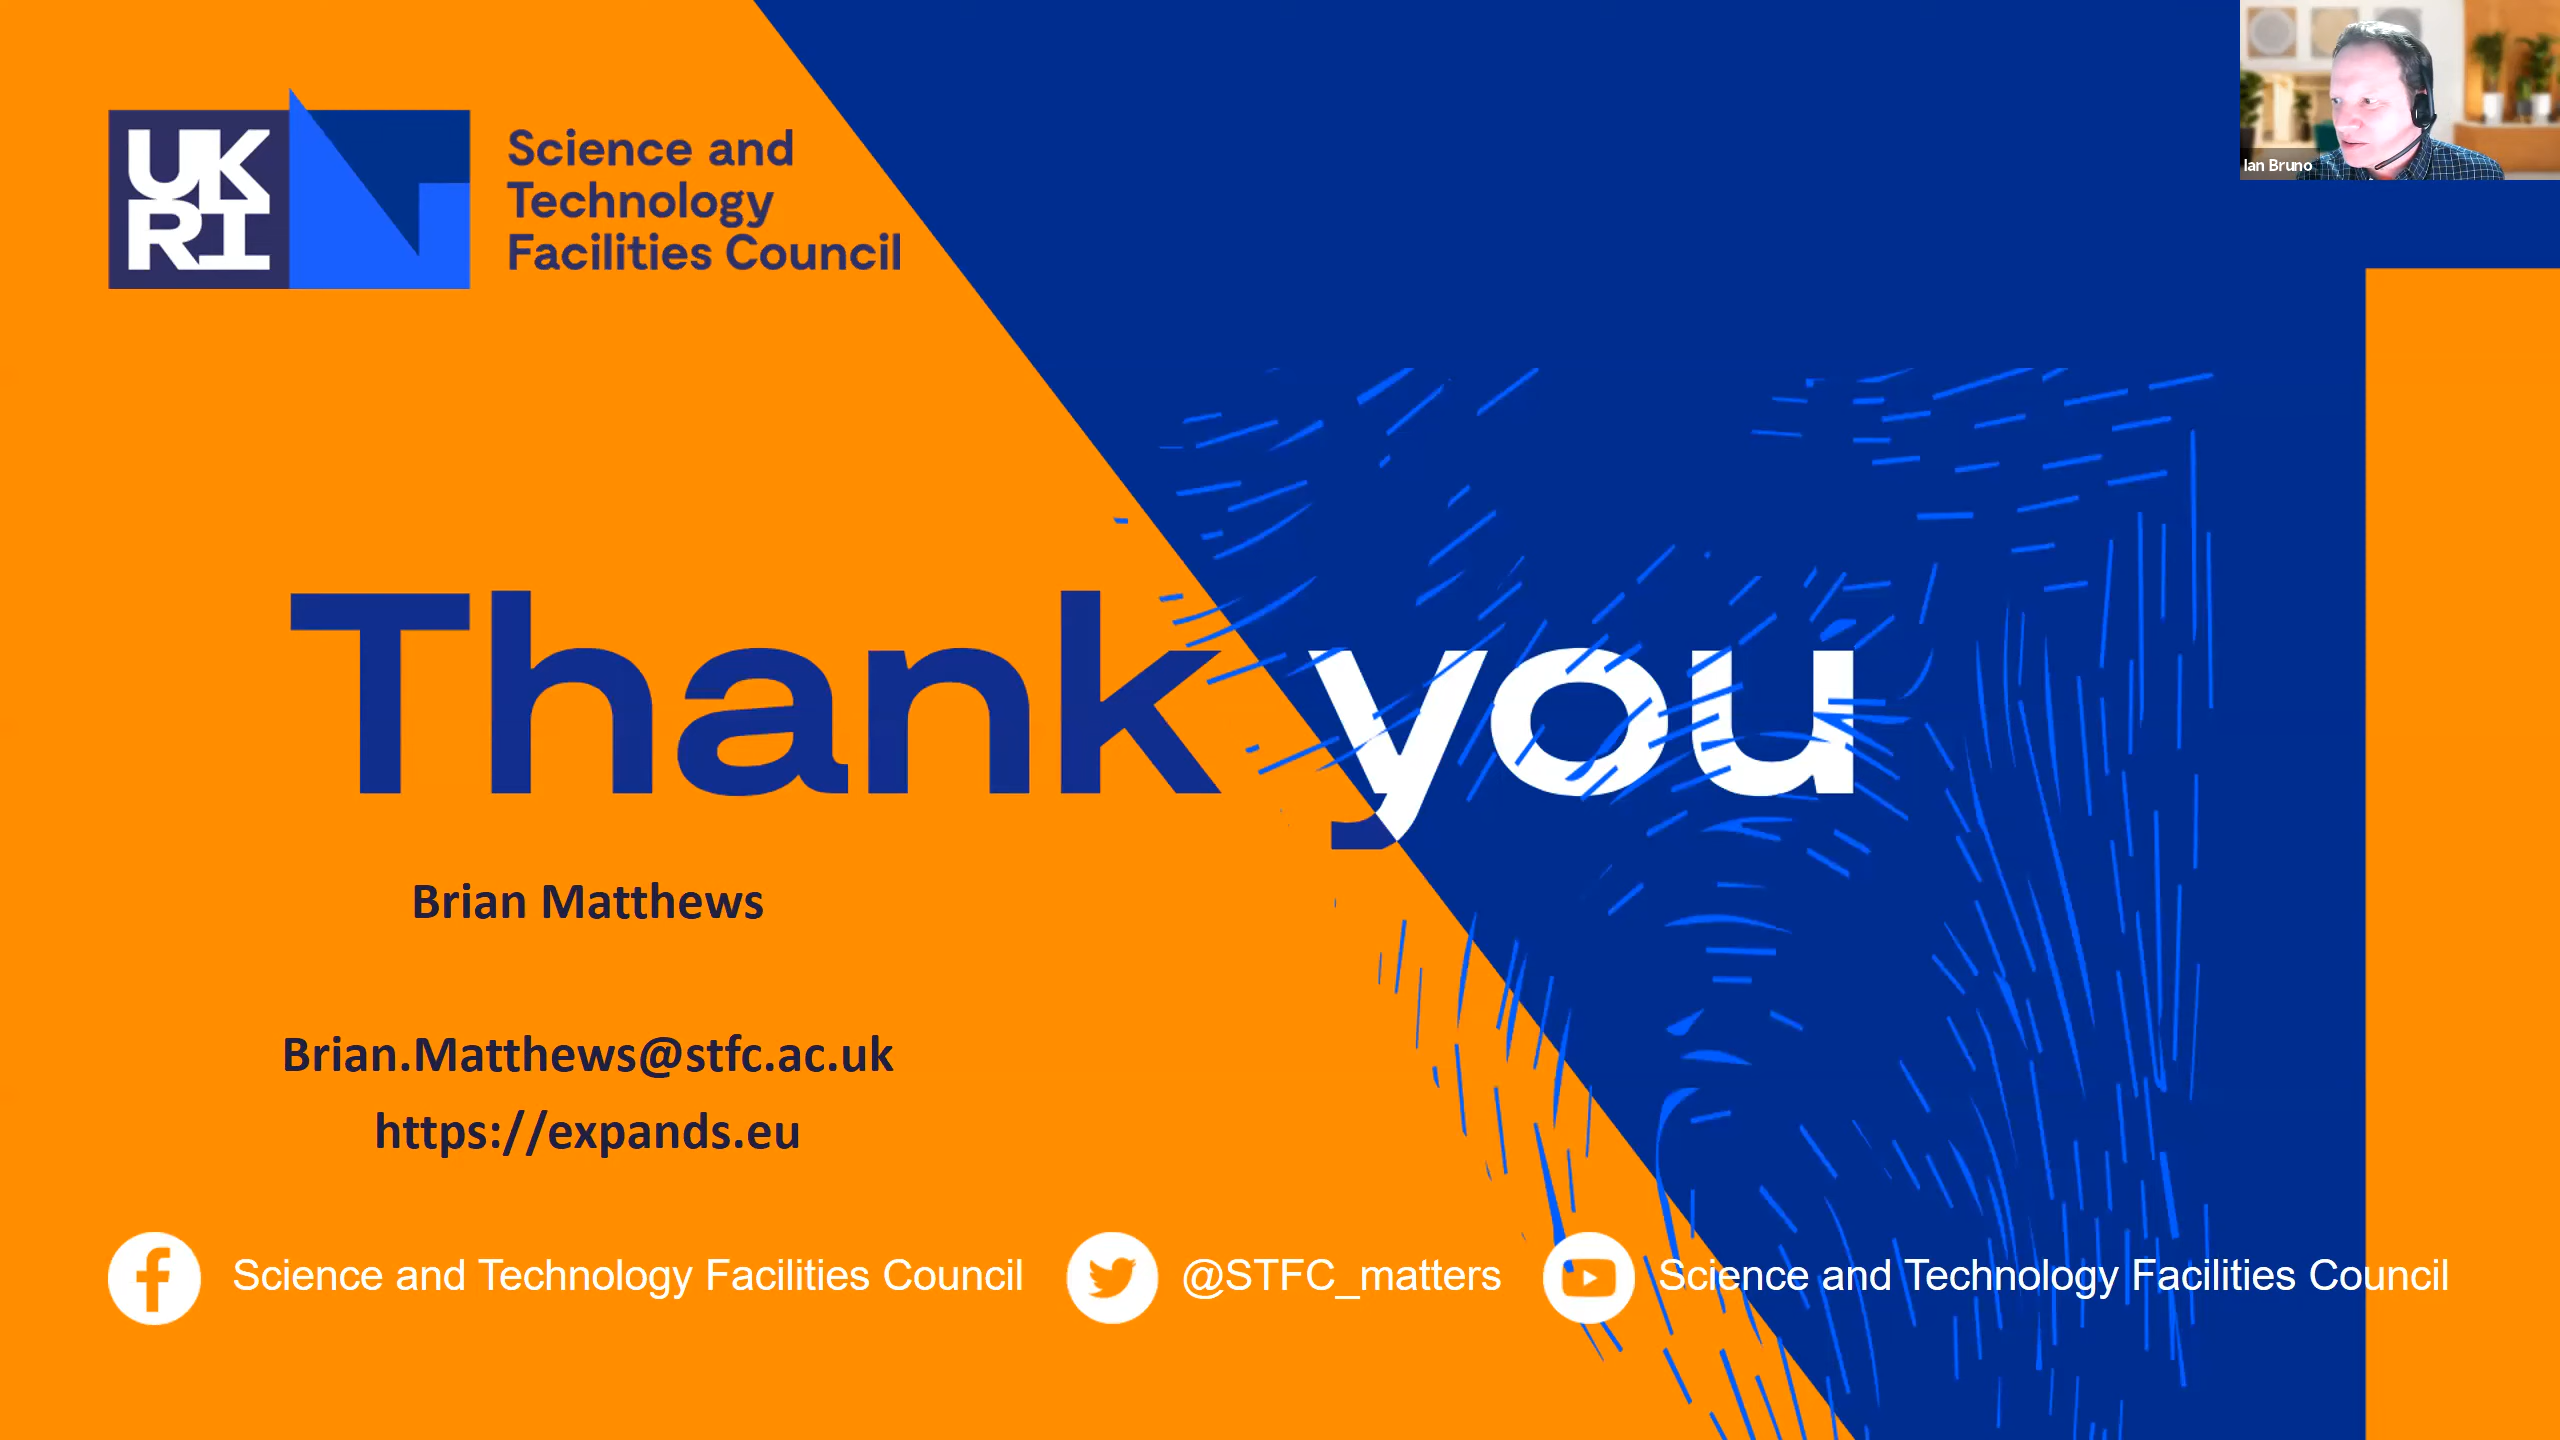 UK
RI
Science and
Technology
Facilities Council
Ian Bruno
Thank you
Brian Matthews
Brian.Matthews@stfc.ac.uk
https://expands.eu
Science and Technology Facilities Council
@STFC_matters
Science and Technology Facilities Council